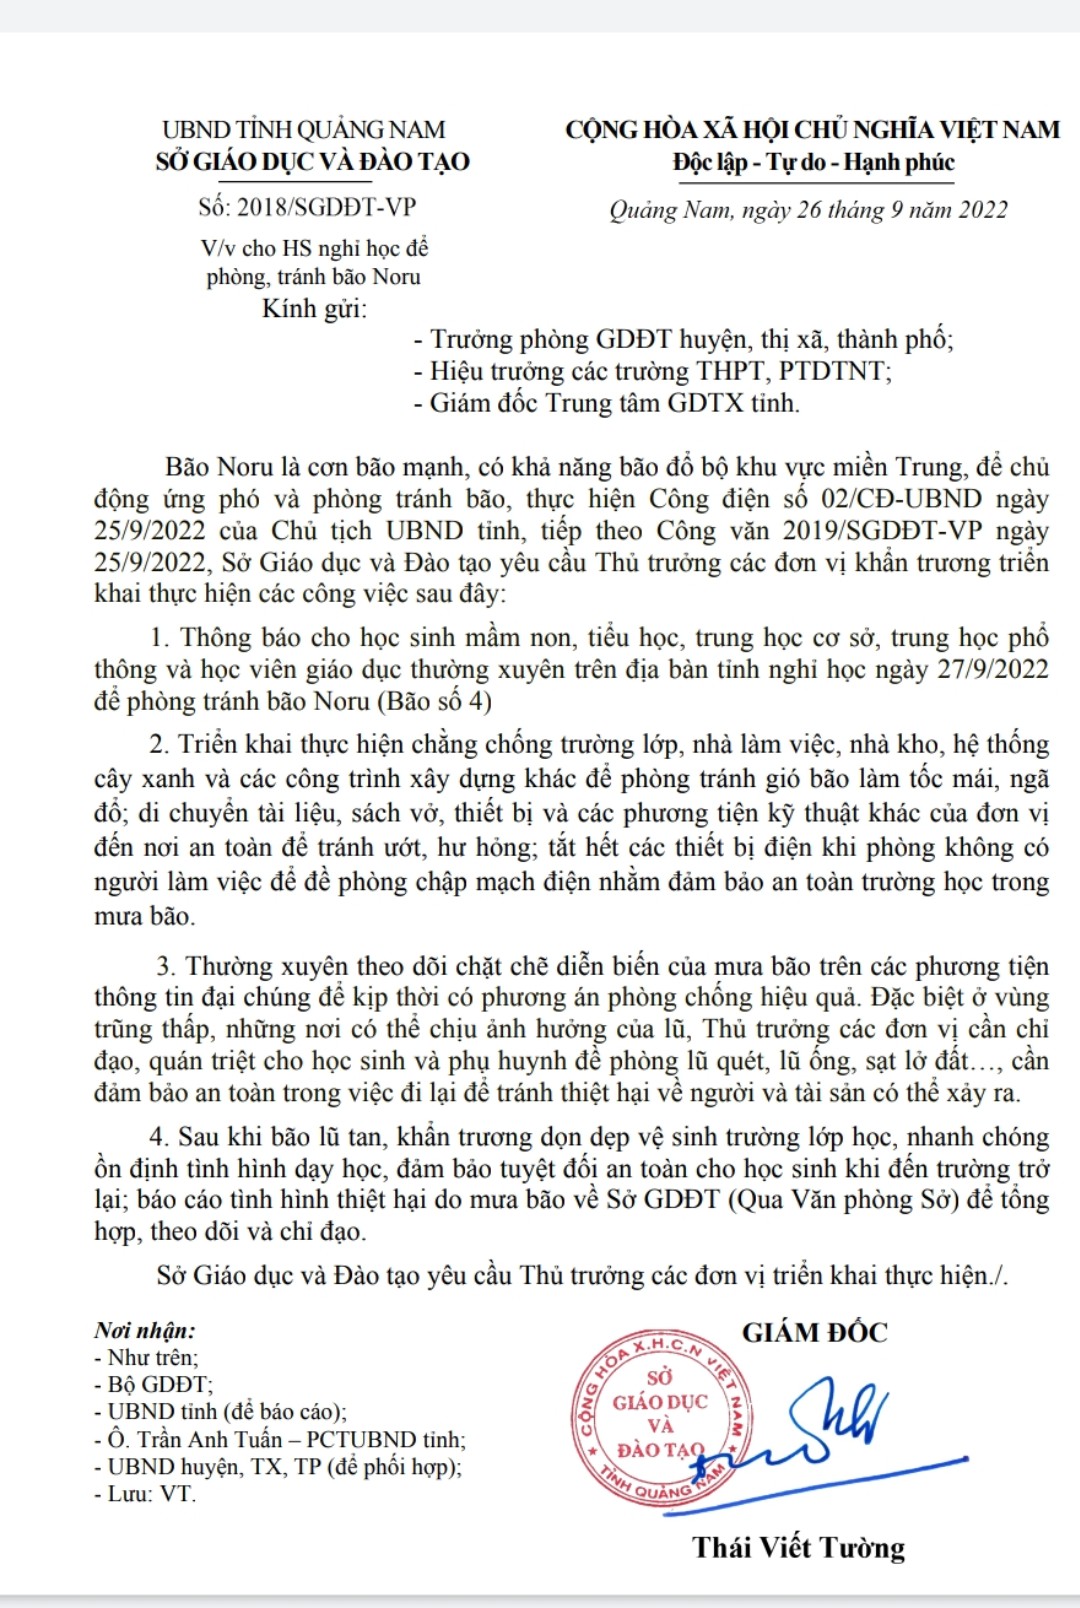 UBND TỈNH QUẢNG NAM
SỞ GIÁO DỤC VÀ ĐÀO TẠO
CỘNG HÒA XÃ HỘI CHỦ NGHĨA VIỆT NAM
Độc lập - Tự do - Hạnh phúc
Số: 2018/SGDĐT-VP
Quảng Nam, ngày 26 tháng 9 năm 2022
V/v cho HS nghỉ học để
phòng, tránh bão Noru
Kính gửi:
- Trưởng phòng GDĐT huyện, thị xã, thành phố;
- Hiệu trưởng các trường THPT, PTDTNT;
- Giám đốc Trung tâm GDTX tỉnh.
Bão Noru là cơn bão mạnh, có khả năng bão đổ bộ khu vực miền Trung, để chủ
động ứng phó và phòng tránh bão, thực hiện Công điện số 02/CĐ-UBND ngày
25/9/2022 của Chủ tịch UBND tỉnh, tiếp theo Công văn 2019/SGDĐT-VP ngày
25/9/2022, Sở Giáo dục và Đào tạo yêu cầu Thủ trưởng các đơn vị khẩn trương triển
khai thực hiện các công việc sau đây:
1. Thông báo cho học sinh mầm non, tiểu học, trung học cơ sở, trung học phổ
thông và học viên giáo dục thường xuyên trên địa bàn tỉnh nghỉ học ngày 27/9/2022
để phòng tránh bão Noru (Bão số 4)
2. Triển khai thực hiện chằng chống trường lớp, nhà làm việc, nhà kho, hệ thống
cây xanh và các công trình xây dựng khác để phòng tránh gió bão làm tốc mái, ngã
đổ; di chuyển tài liệu, sách vở, thiết bị và các phương tiện kỹ thuật khác của đơn vị
đến nơi an toàn để tránh ướt, hư hỏng; tắt hết các thiết bị điện khi phòng không có
người làm việc để đề phòng chập mạch điện nhằm đảm bảo an toàn trường học trong
mưa bão.
3. Thường xuyên theo dõi chặt chẽ diễn biến của mưa bão trên các phương tiện
thông tin đại chúng để kịp thời có phương án phòng chống hiệu quả. Đặc biệt ở vùng
trũng thấp, những nơi có thể chịu ảnh hưởng của lũ, Thủ trưởng các đơn vị cần chỉ
đạo, quán triệt cho học sinh và phụ huynh đề phòng lũ quét, lũ ống, sạt lở đất..., cần
đảm bảo an toàn trong việc đi lại để tránh thiệt hại về người và tài sản có thể xảy ra.
4. Sau khi bão lũ tan, khẩn trương dọn dẹp vệ sinh trường lớp học, nhanh chóng
ổn định tình hình dạy học, đảm bảo tuyệt đối an toàn cho học sinh khi đến trường trở
lại; báo cáo tình hình thiệt hại do mưa bão về Sở GDĐT (Qua Văn phòng Sở) để tổng
hợp, theo dõi và chỉ đạo.
Sở Giáo dục và Đào tạo yêu cầu Thủ trưởng các đơn vị triển khai thực hiện./.
Nơi nhận:
- Như trên;
- Bộ GDĐT;
- UBND tỉnh (để báo cáo);
- Ô. Trần Anh Tuấn – PCTUBND tỉnh;
- UBND huyện, TX, TP (để phối hợp);
- Lưu: VT.
GIÁM ĐỐC
CỘNG HÒA X.H.C.N VIỆT NAM
SỞ
GIÁO DỤC
VÀ
ĐÀO TẠO
TỈNH QUẢNG NAM
Thái Viết Tường